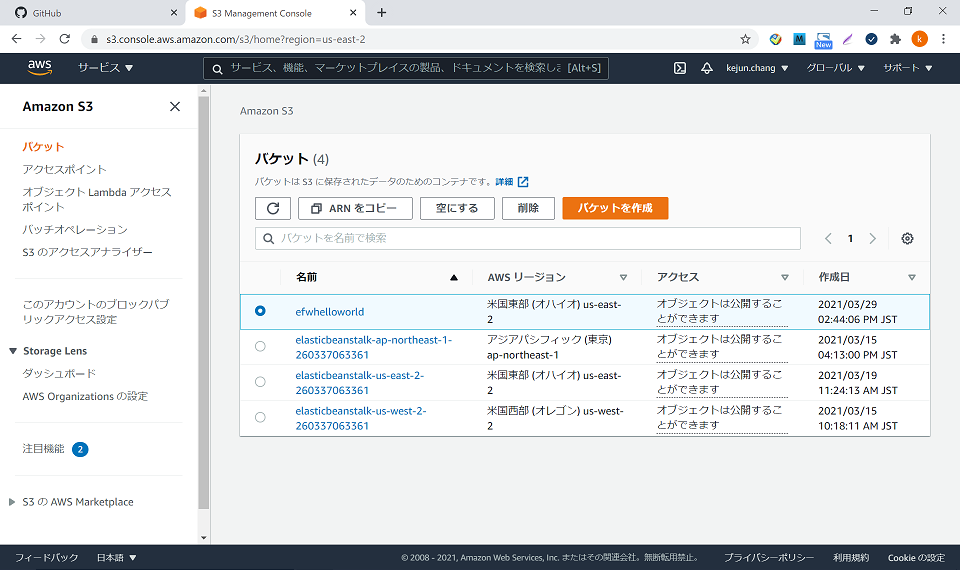 GitHub
S3 Management Console
s3.console.aws.amazon.com/s3/home?region=us-east-2
New
k
aws
サービス
サービス、機能、マーケットプレイスの製品、ドキュメントを検索しま [Alt+S]
kejun.chang
グローバル
サポート
Amazon S3
バケット
アクセスポイント
オブジェクト Lambda アクセス
ポイント
バッチオペレーション
S3 のアクセスアナライザー
このアカウントのブロックパブ
リックアクセス設定
Storage Lens
ダッシュボード
AWS Organizations の設定
注目機能 2
S3 の AWS Marketplace
Amazon S3
バケット (4)
バケットは S3 に保存されたデータのためのコンテナです。詳細
ARN をコピー
空にする
削除
バケットを作成
バケットを名前で検索
1
名前
AWS リージョン
アクセス
作成日
efwhelloworld
米国東部 (オハイオ) us-east-
2
オブジェクトは公開するこ
とができます
2021/03/29
02:44:06 PM JST
elasticbeanstalk-ap-northeast-1-
260337063361
アジアパシフィック (東京)
ap-northeast-1
オブジェクトは公開するこ
とができます
2021/03/15
04:13:00 PM JST
elasticbeanstalk-us-east-2-
260337063361
米国東部 (オハイオ) us-east-
2
オブジェクトは公開するこ
とができます
2021/03/19
11:24:13 AM JST
elasticbeanstalk-us-west-2-
260337063361
米国西部 (オレゴン) us-west-
2
オブジェクトは公開するこ
とができます
2021/03/15
10:18:11 AM JST
フィードバック
日本語
© 2008 - 2021, Amazon Web Services, Inc. またはその関連会社。無断転用禁止。
プライバシーポリシー
利用規約
Cookie の設定